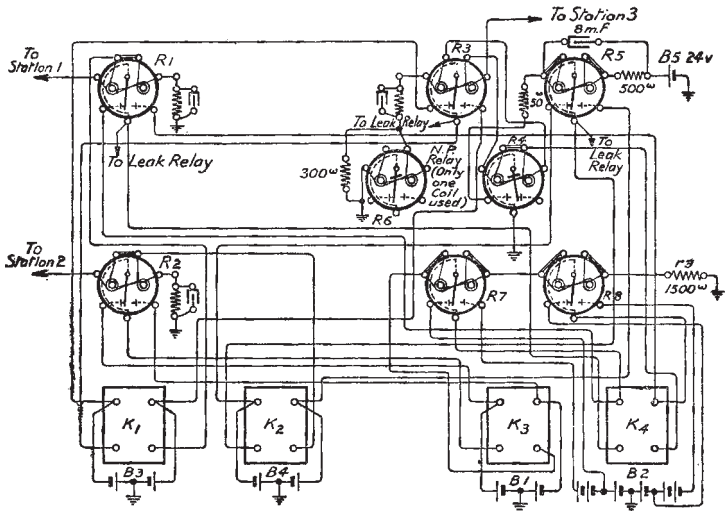 To Station 3
8 m.F
To
Station 1
R1
R3
R5
B5 24v
500ω
50ω
To Leak Relay
To Leak Relay
To
Leak
Relay
300ω
N.P.
Relay
(Only
one
Coil
used)
R4
R6
To
Station 2
R2
R7
R8
r3
1500ω
K1
K2
K3
K4
B3
B4
B1
B2